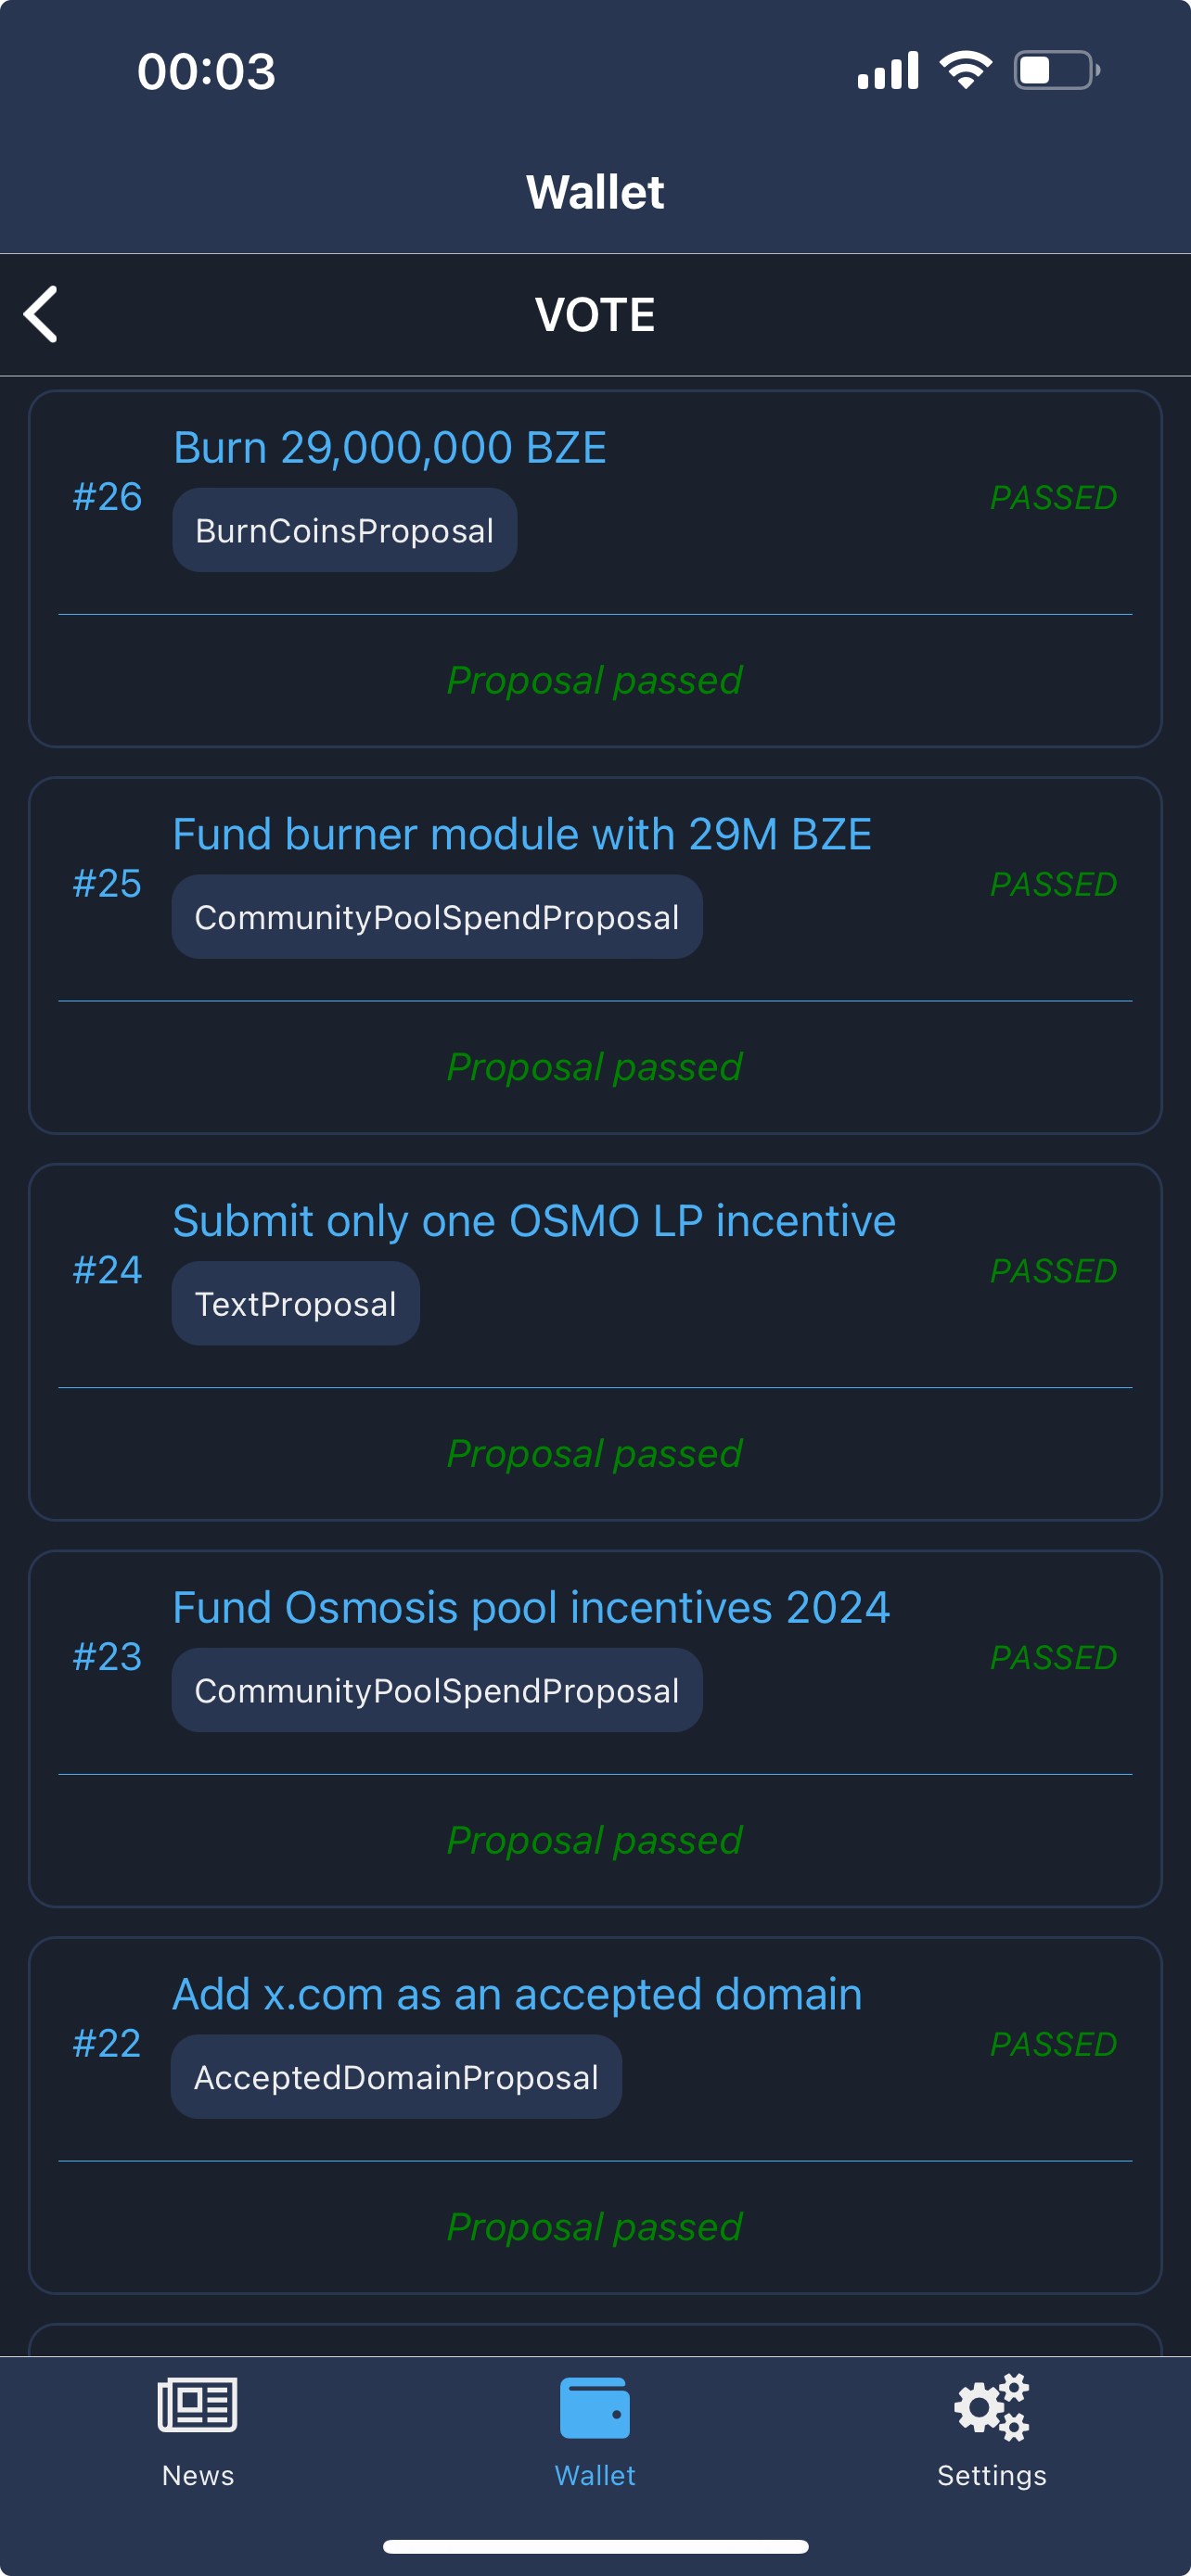 00:03
Wallet
VOTE
Burn 29,000,000 BZE
#26
PASSED
BurnCoinsProposal
Proposal passed
Fund burner module with 29M BZE
#25
PASSED
CommunityPoolSpendProposal
Proposal passed
Submit only one OSMO LP incentive
#24
PASSED
TextProposal
Proposal passed
Fund Osmosis pool incentives 2024
#23
PASSED
CommunityPoolSpendProposal
Proposal passed
Add x.com as an accepted domain
#22
PASSED
AcceptedDomainProposal
Proposal passed
News
Wallet
Settings